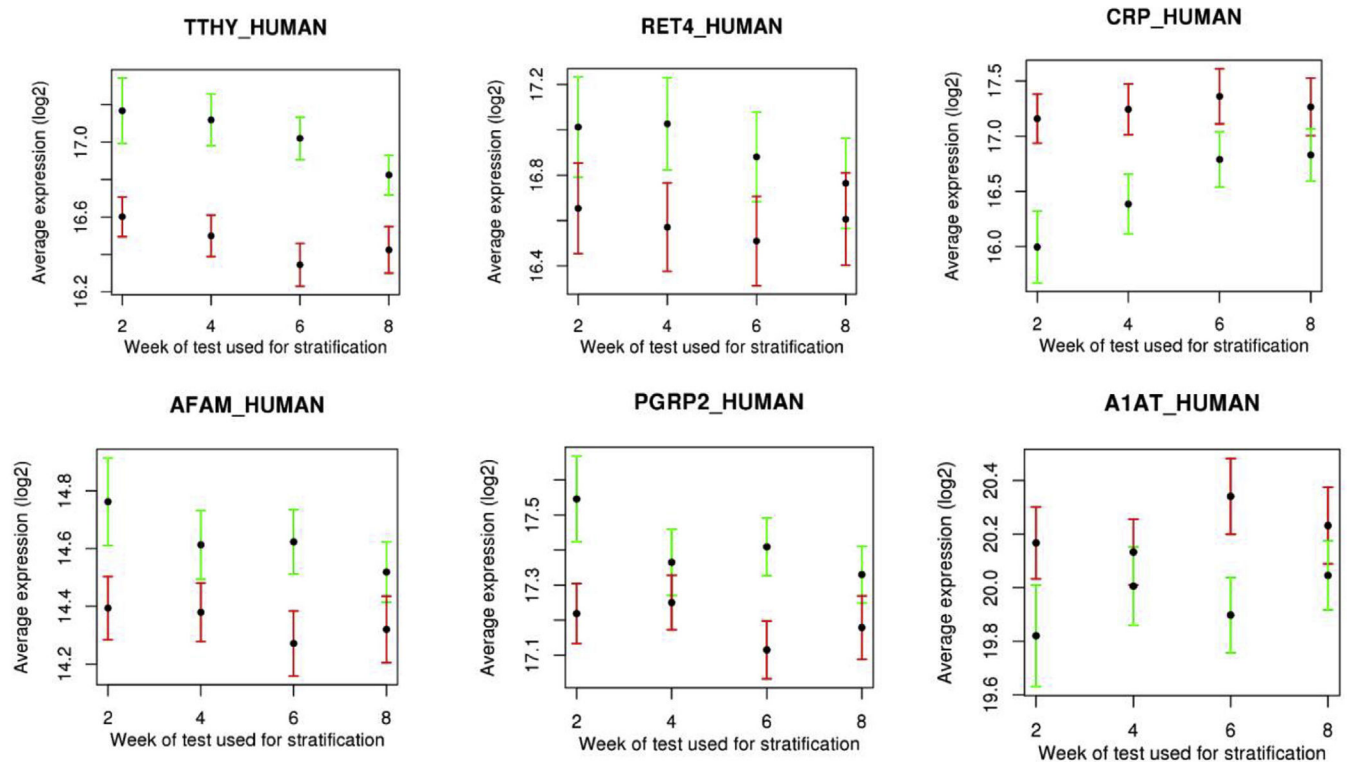 TTHY_HUMAN
Average expression (log2)
17.0
16.6
16.2
2 4 6 8
Week of test used for stratification
RET4_HUMAN
Average expression (log2)
17.2
16.8
16.4
2 4 6 8
Week of test used for stratification
CRP_HUMAN
Average expression (log2)
17.5
17.0
16.5
16.0
2 4 6 8
Week of test used for stratification
AFAM_HUMAN
Average expression (log2)
14.8
14.6
14.4
14.2
2 4 6 8
Week of test used for stratification
PGRP2_HUMAN
Average expression (log2)
17.5
17.3
17.1
2 4 6 8
Week of test used for stratification
A1AT_HUMAN
Average expression (log2)
20.4
20.2
20.0
19.8
19.6
2 4 6 8
Week of test used for stratification